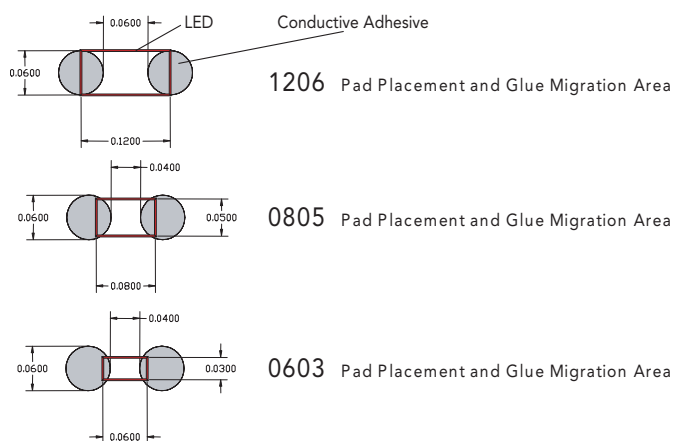 0.0600
LED
Conductive Adhesive
0.0600
1206 Pad Placement and Glue Migration Area
0.1200
0.0400
0.0600
0.0500
0805 Pad Placement and Glue Migration Area
0.0800
0.0400
0.0600
0.0300
0603 Pad Placement and Glue Migration Area
0.0600